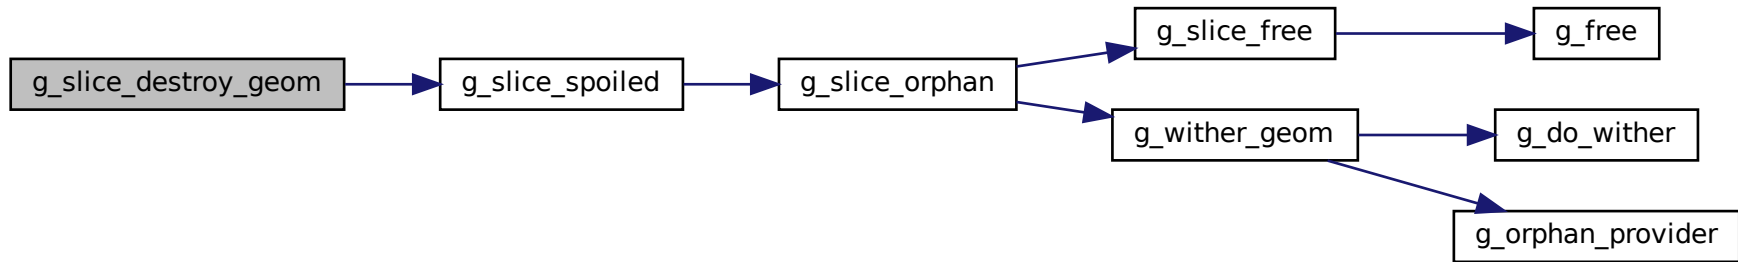 g_slice_destroy_geom
g_slice_spoiled
g_slice_orphan
g_slice_free
g_free
g_wither_geom
g_do_wither
g_orphan_provider